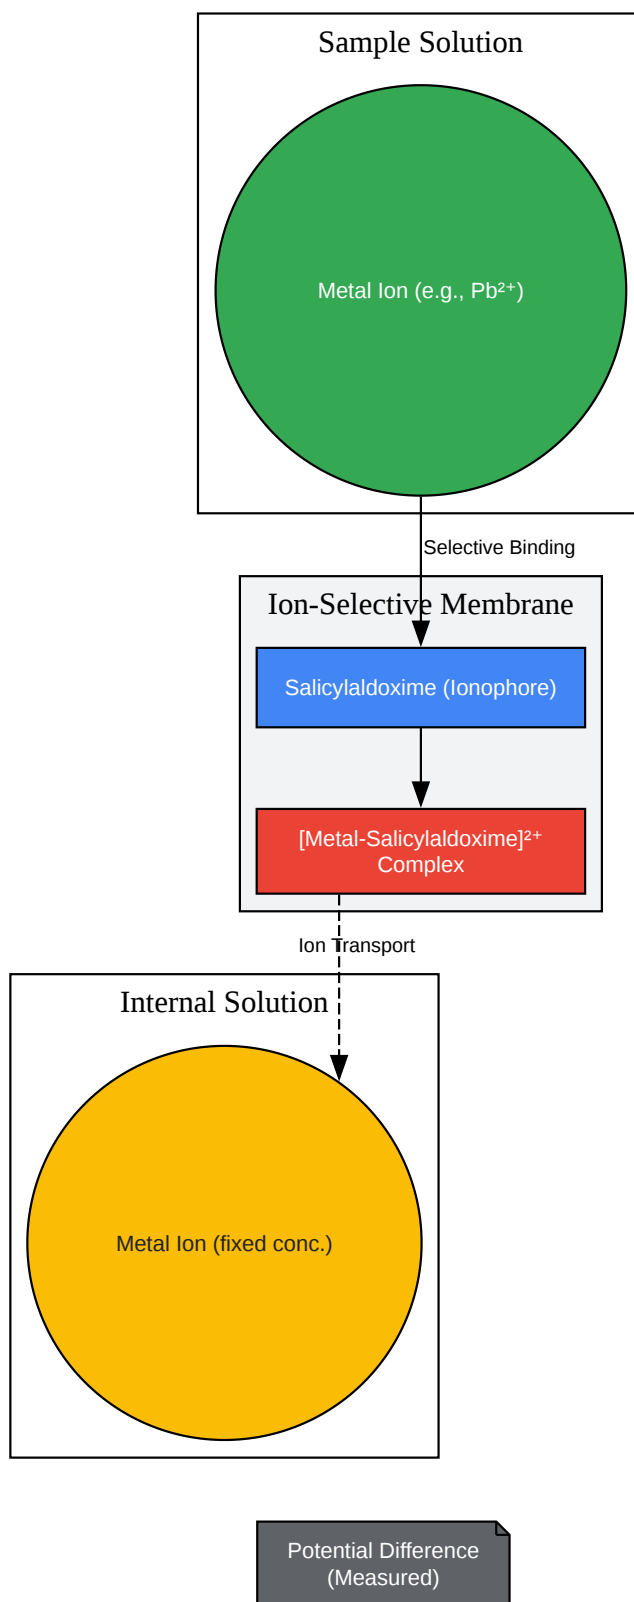 Sample Solution
Metal Ion (e.g., Pb²⁺)
Selective Binding
Ion-Selective Membrane
Salicylaldoxime (Ionophore)
[Metal-Salicylaldoxime]²⁺
Complex
Ion Transport
Internal Solution
Metal Ion (fixed conc.)
Potential Difference
(Measured)